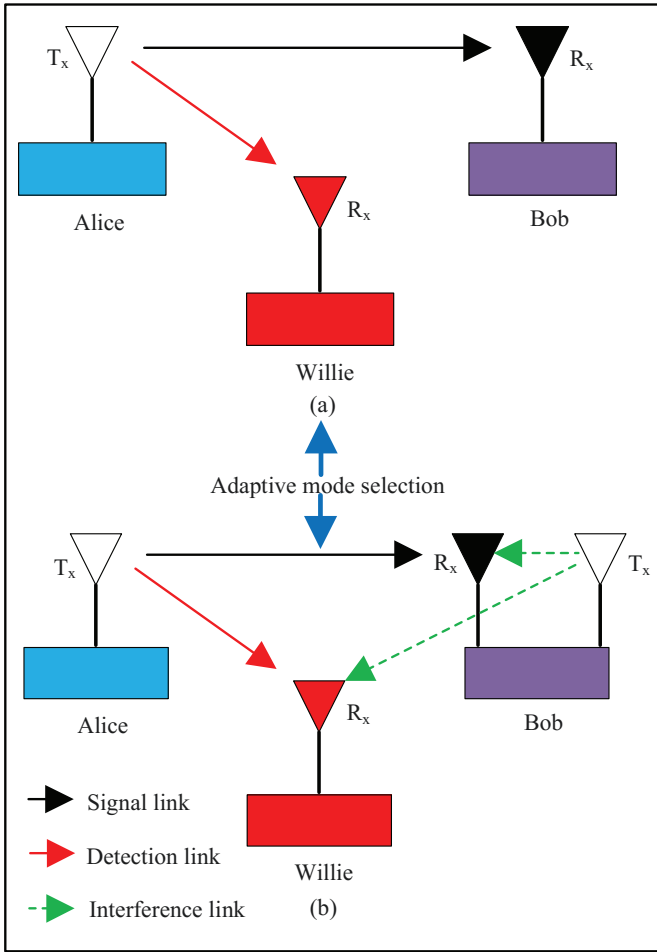 Tx
Rx
Alice
Bob
Rx
Willie
(a)
Adaptive mode selection
Tx
Rx
Tx
Alice
Bob
Rx
Willie
(b)
Signal link
Detection link
Interference link